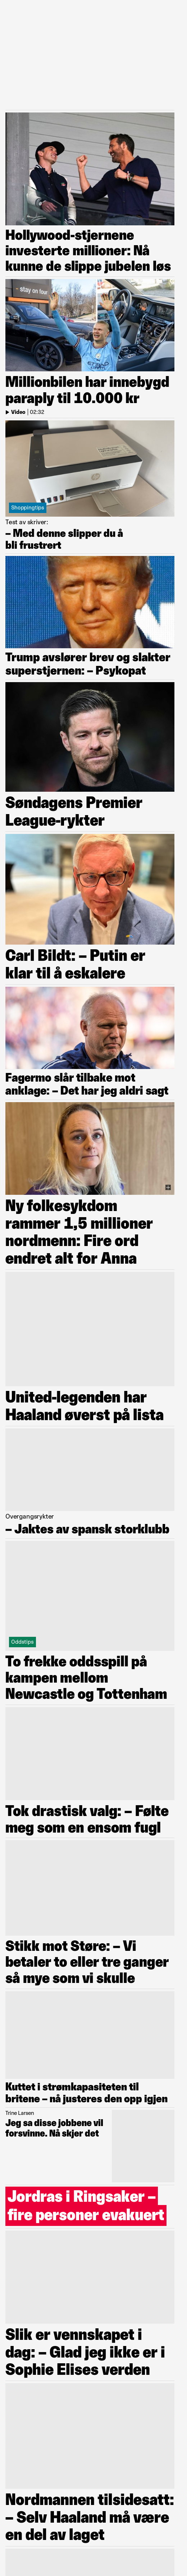 Hollywood-stjernene
investerte millioner: Nå
kunne de slippe jubelen løs
- stay on four
Millionbilen har innebygd
paraply til 10.000 kr
Video | 02:32
Shoppingtips
Test av skriver:
– Med denne slipper du å
bli frustrert
Trump avslører brev og slakter
superstjernen: – Psykopat
Søndagens Premier
League-rykter
Carl Bildt: – Putin er
klar til å eskalere
Fagermo slår tilbake mot
anklage: – Det har jeg aldri sagt
Ny folkesykdom
rammer 1,5 millioner
nordmenn: Fire ord
endret alt for Anna
United-legenden har
Haaland øverst på lista
Overgangsrykter
– Jaktes av spansk storklubb
Oddstips
To frekke oddsspill på
kampen mellom
Newcastle og Tottenham
Tok drastisk valg: – Følte
meg som en ensom fugl
Stikk mot Støre: – Vi
betaler to eller tre ganger
så mye som vi skulle
Kuttet i strømkapasiteten til
britene – nå justeres den opp igjen
Trine Larsen
Jeg sa disse jobbene vil
forsvinne. Nå skjer det
Jordras i Ringsaker –
fire personer evakuert
Slik er vennskapet i
dag: – Glad jeg ikke er i
Sophie Elises verden
Nordmannen tilsidesatt:
– Selv Haaland må være
en del av laget